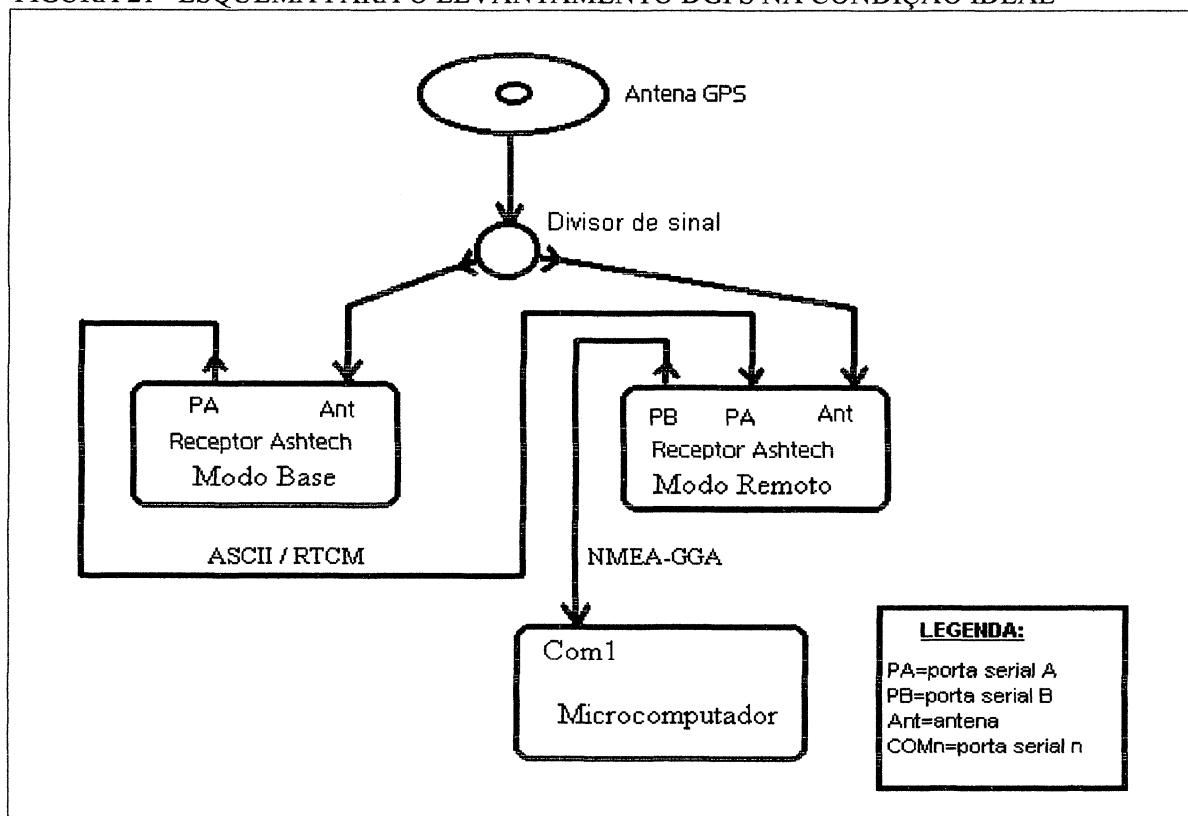 FIGURA 21 - ESQUEMA PARA O LEVANTAMENTO DGPS NA CONDIÇÃO IDEAL
Antena GPS
Divisor de sinal
PA Ant
Receptor Ashtech
Modo Base
PB PA Ant
Receptor Ashtech
Modo Remoto
ASCII / RTCM
NMEA-GGA
Com1
Microcomputador
LEGENDA:
PA=porta serial A
PB=porta serial B
Ant=antena
COMn=porta serial n